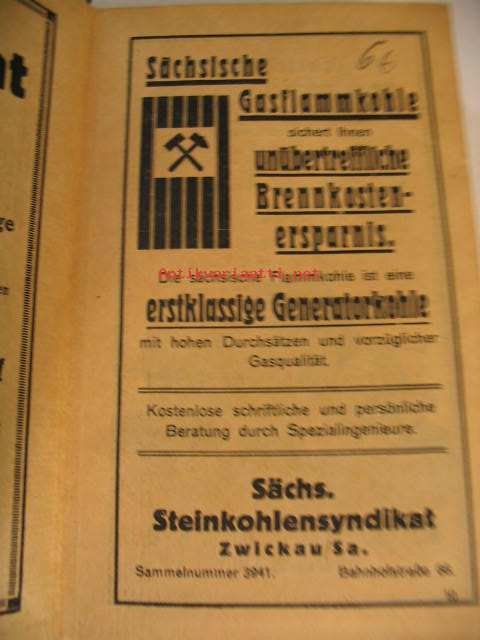 Sächsische
Gasflammkohle
sichert Ihnen
unübertreffliche
Brennkosten-
ersparnis.
Die sächsische Flammkohle ist eine
erstklassige Generatorkohle
mit hohen Durchsätzen und vorzüglicher
Gasqualität.
Kostenlose schriftliche und persönliche
Beratung durch Spezialingenieure.
Sächs.
Steinkohlensyndikat
Zwickau/Sa.
Sammelnummer 3941. Bahnhofstraße